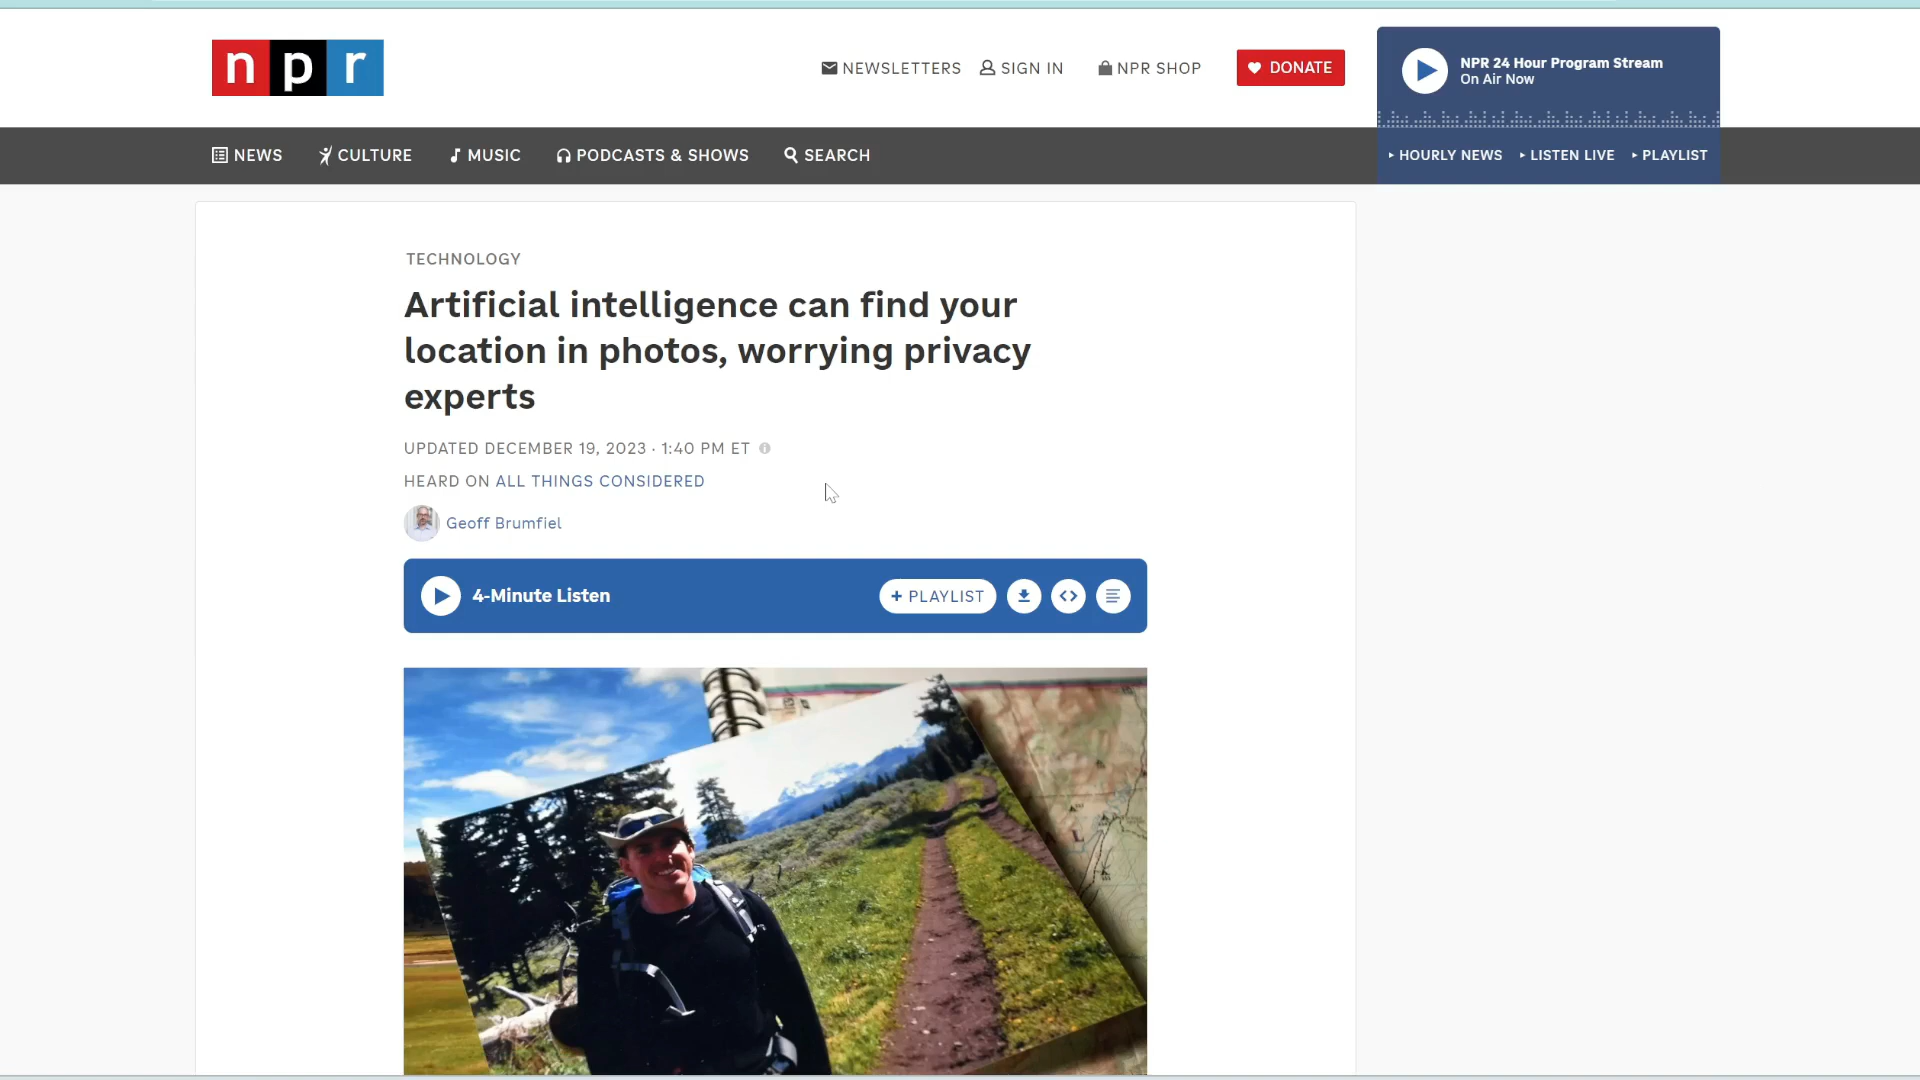 npr
NEWSLETTERS
SIGN IN
NPR SHOP
DONATE
NPR 24 Hour Program Stream
On Air Now
NEWS
CULTURE
MUSIC
PODCASTS & SHOWS
SEARCH
HOURLY NEWS
LISTEN LIVE
PLAYLIST
TECHNOLOGY
Artificial intelligence can find your
location in photos, worrying privacy
experts
UPDATED DECEMBER 19, 2023 · 1:40 PM ET
HEARD ON ALL THINGS CONSIDERED
Geoff Brumfiel
4-Minute Listen
+ PLAYLIST